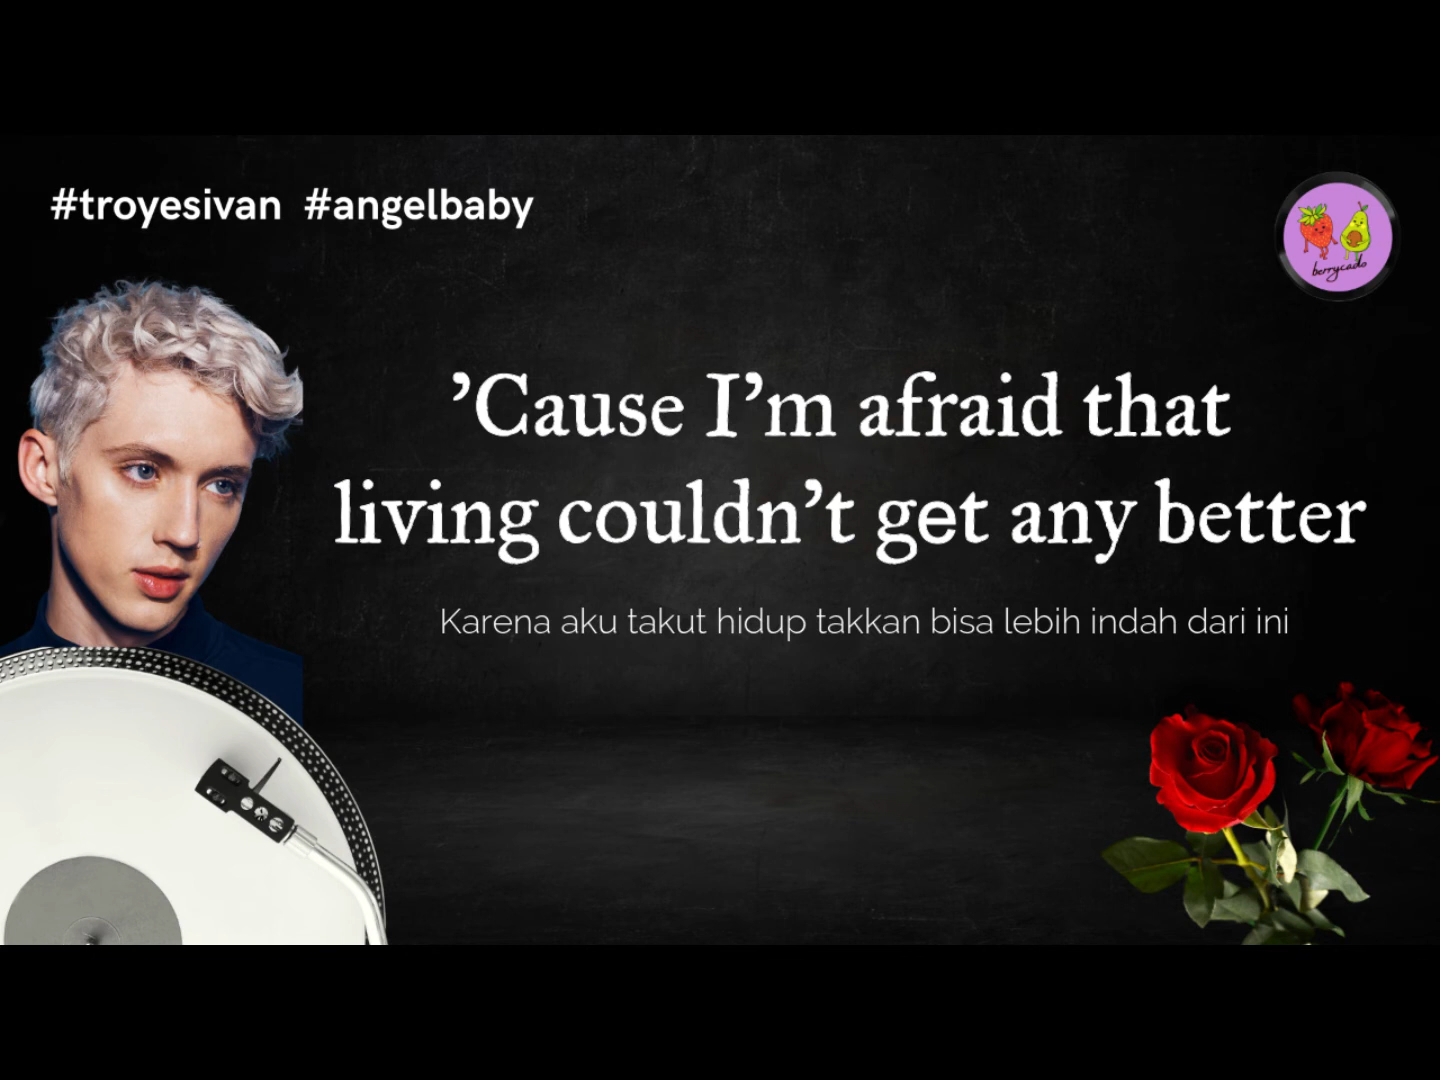 #troyesivan #angelbaby
berrycado
’Cause I’m afraid that
living couldn’t get any better
Karena aku takut hidup takkan bisa lebih indah dari ini